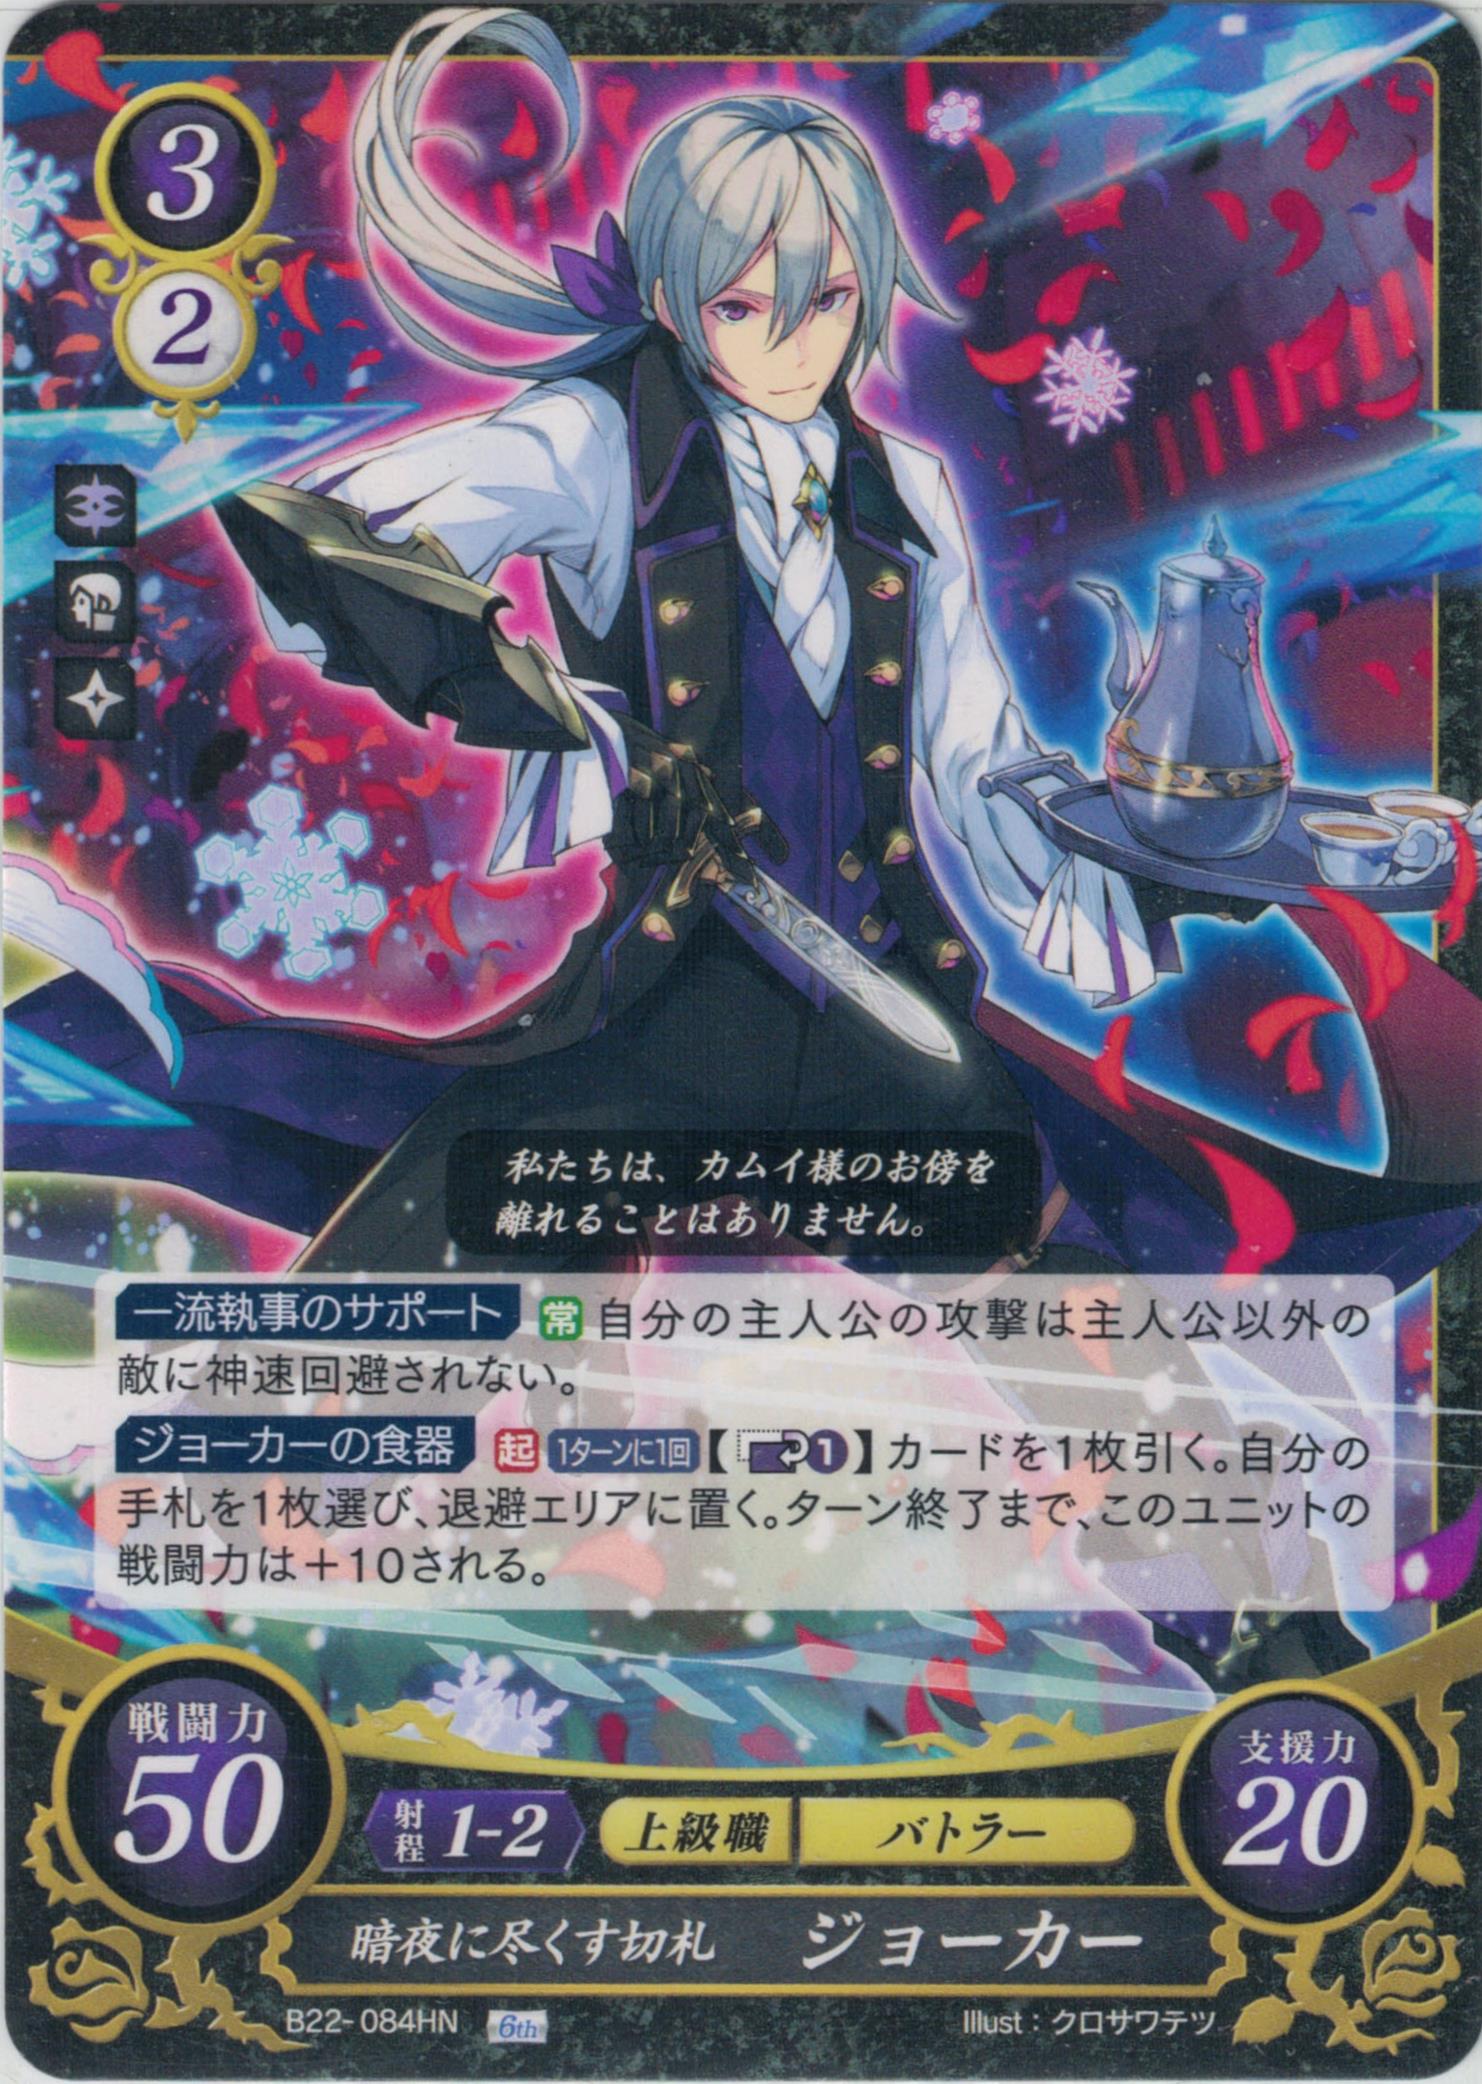 3
2
私たちは、カムイ様のお傍を
離れることはありません。
一流執事のサポート 常 自分の主人公の攻撃は主人公以外の
敵に神速回避されない。
ジョーカーの食器 起 1ターンに1回 【 1】カードを1枚引く。自分の
手札を1枚選び、退避エリアに置く。ターン終了まで、このユニットの
戦闘力は+10される。
戦闘力
50
射程 1-2 上級職 バトラー
支援力
20
暗夜に尽くす切札 ジョーカー
B22-084HN 6th Illust:クロサワテツ